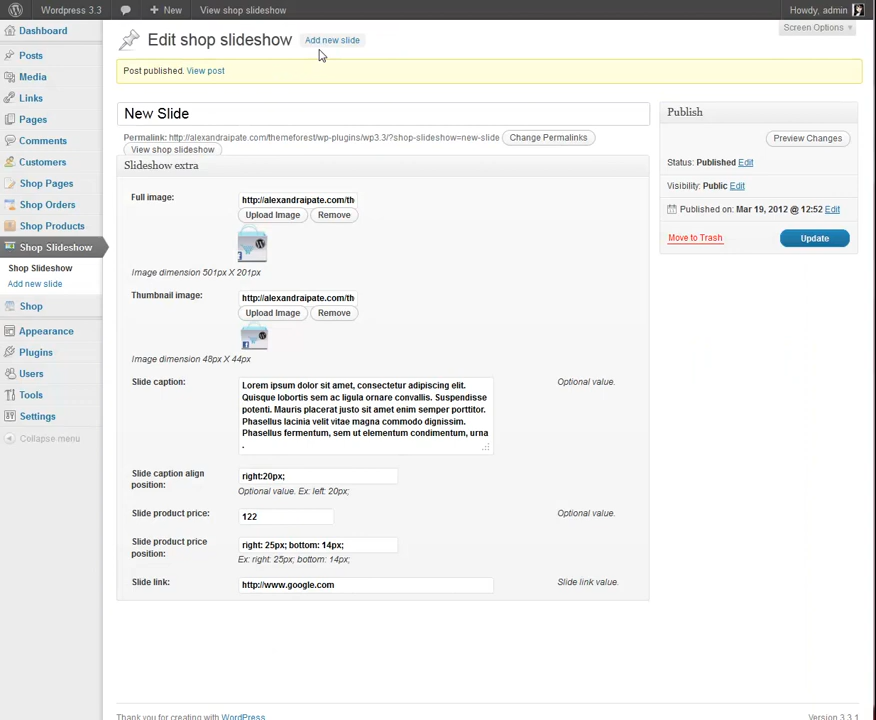 Wordpress 3.3
New
View shop slideshow
Howdy, admin
Screen Options
Dashboard
Posts
Media
Links
Pages
Comments
Customers
Shop Pages
Shop Orders
Shop Products
Shop Slideshow
Shop Slideshow
Add new slide
Shop
Appearance
Plugins
Users
Tools
Settings
Collapse menu
Edit shop slideshow
Add new slide
Post published. View post
New Slide
Permalink: http://alexandraipate.com/themeforest/wp-plugins/wp3.3/?shop-slideshow=new-slide
Change Permalinks
View shop slideshow
Slideshow extra
Full image:
http://alexandraipate.com/th
Upload Image
Remove
Image dimension 501px X 201px
Thumbnail image:
http://alexandraipate.com/th
Upload Image
Remove
Image dimension 48px X 44px
Slide caption:
Lorem ipsum dolor sit amet, consectetur adipiscing elit.
Quisque lobortis sem ac ligula ornare convallis. Suspendisse
potenti. Mauris placerat justo sit amet enim semper porttitor.
Phasellus lacinia velit vitae magna commodo dignissim.
Phasellus fermentum, sem ut elementum condimentum, urna
.
Optional value.
Slide caption align
position:
right:20px;
Optional value. Ex: left: 20px;
Slide product price:
122
Optional value.
Slide product price
position:
right: 25px; bottom: 14px;
Ex: right: 25px; bottom: 14px;
Slide link:
http://www.google.com
Slide link value.
Publish
Preview Changes
Status: Published Edit
Visibility: Public Edit
Published on: Mar 19, 2012 @ 12:52 Edit
Move to Trash
Update
Thank you for creating with WordPress
Version 3.3.1